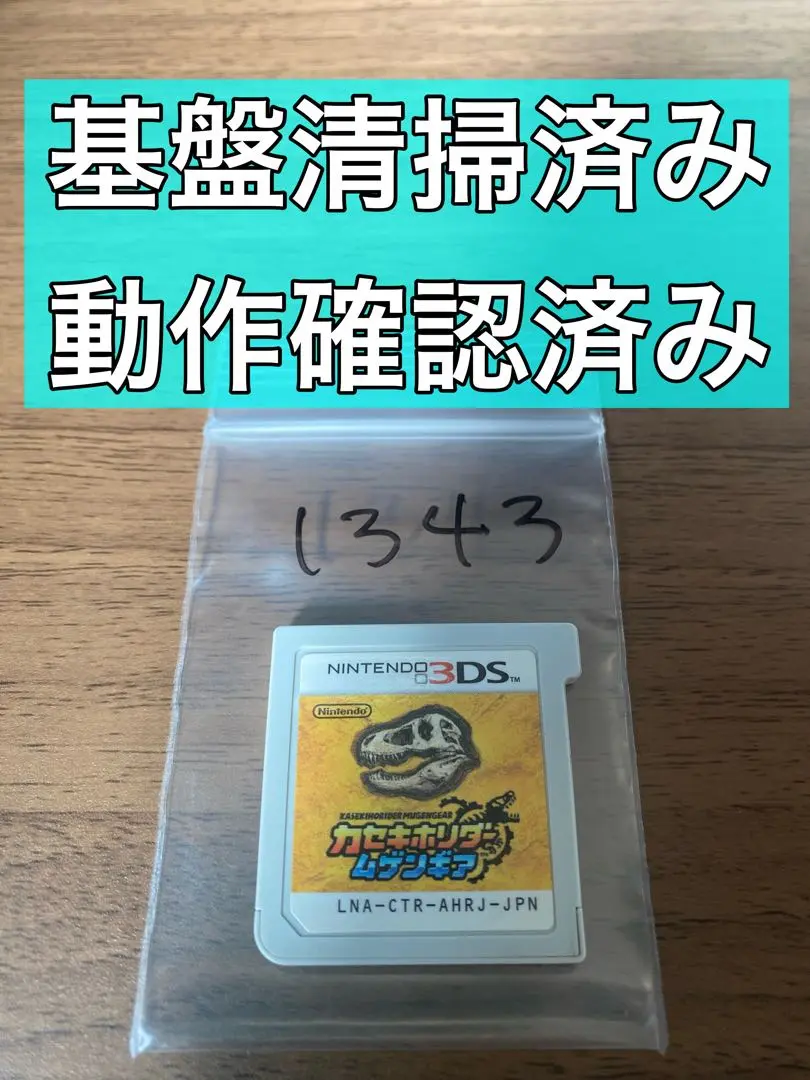 基盤清掃済み
動作確認済み
1343
NINTENDO 3DS™
Nintendo
KASEKIHORIDER MUGENGEAR
カセキホリダー
ムゲンギア
LNA-CTR-AHRJ-JPN